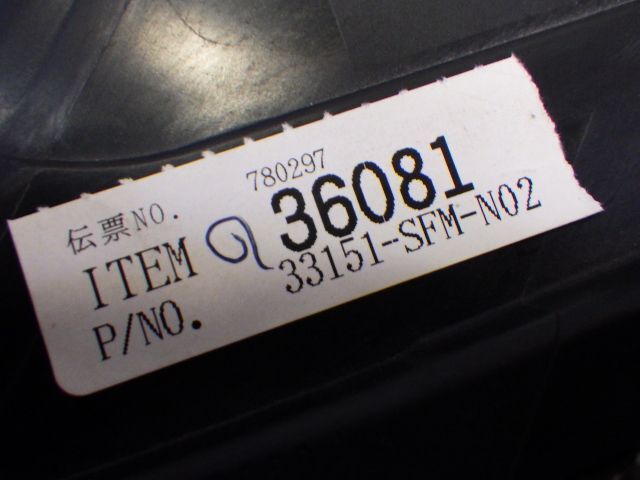 伝票NO. 780297
ITEM 36081
P/NO. 33151-SFM-N02